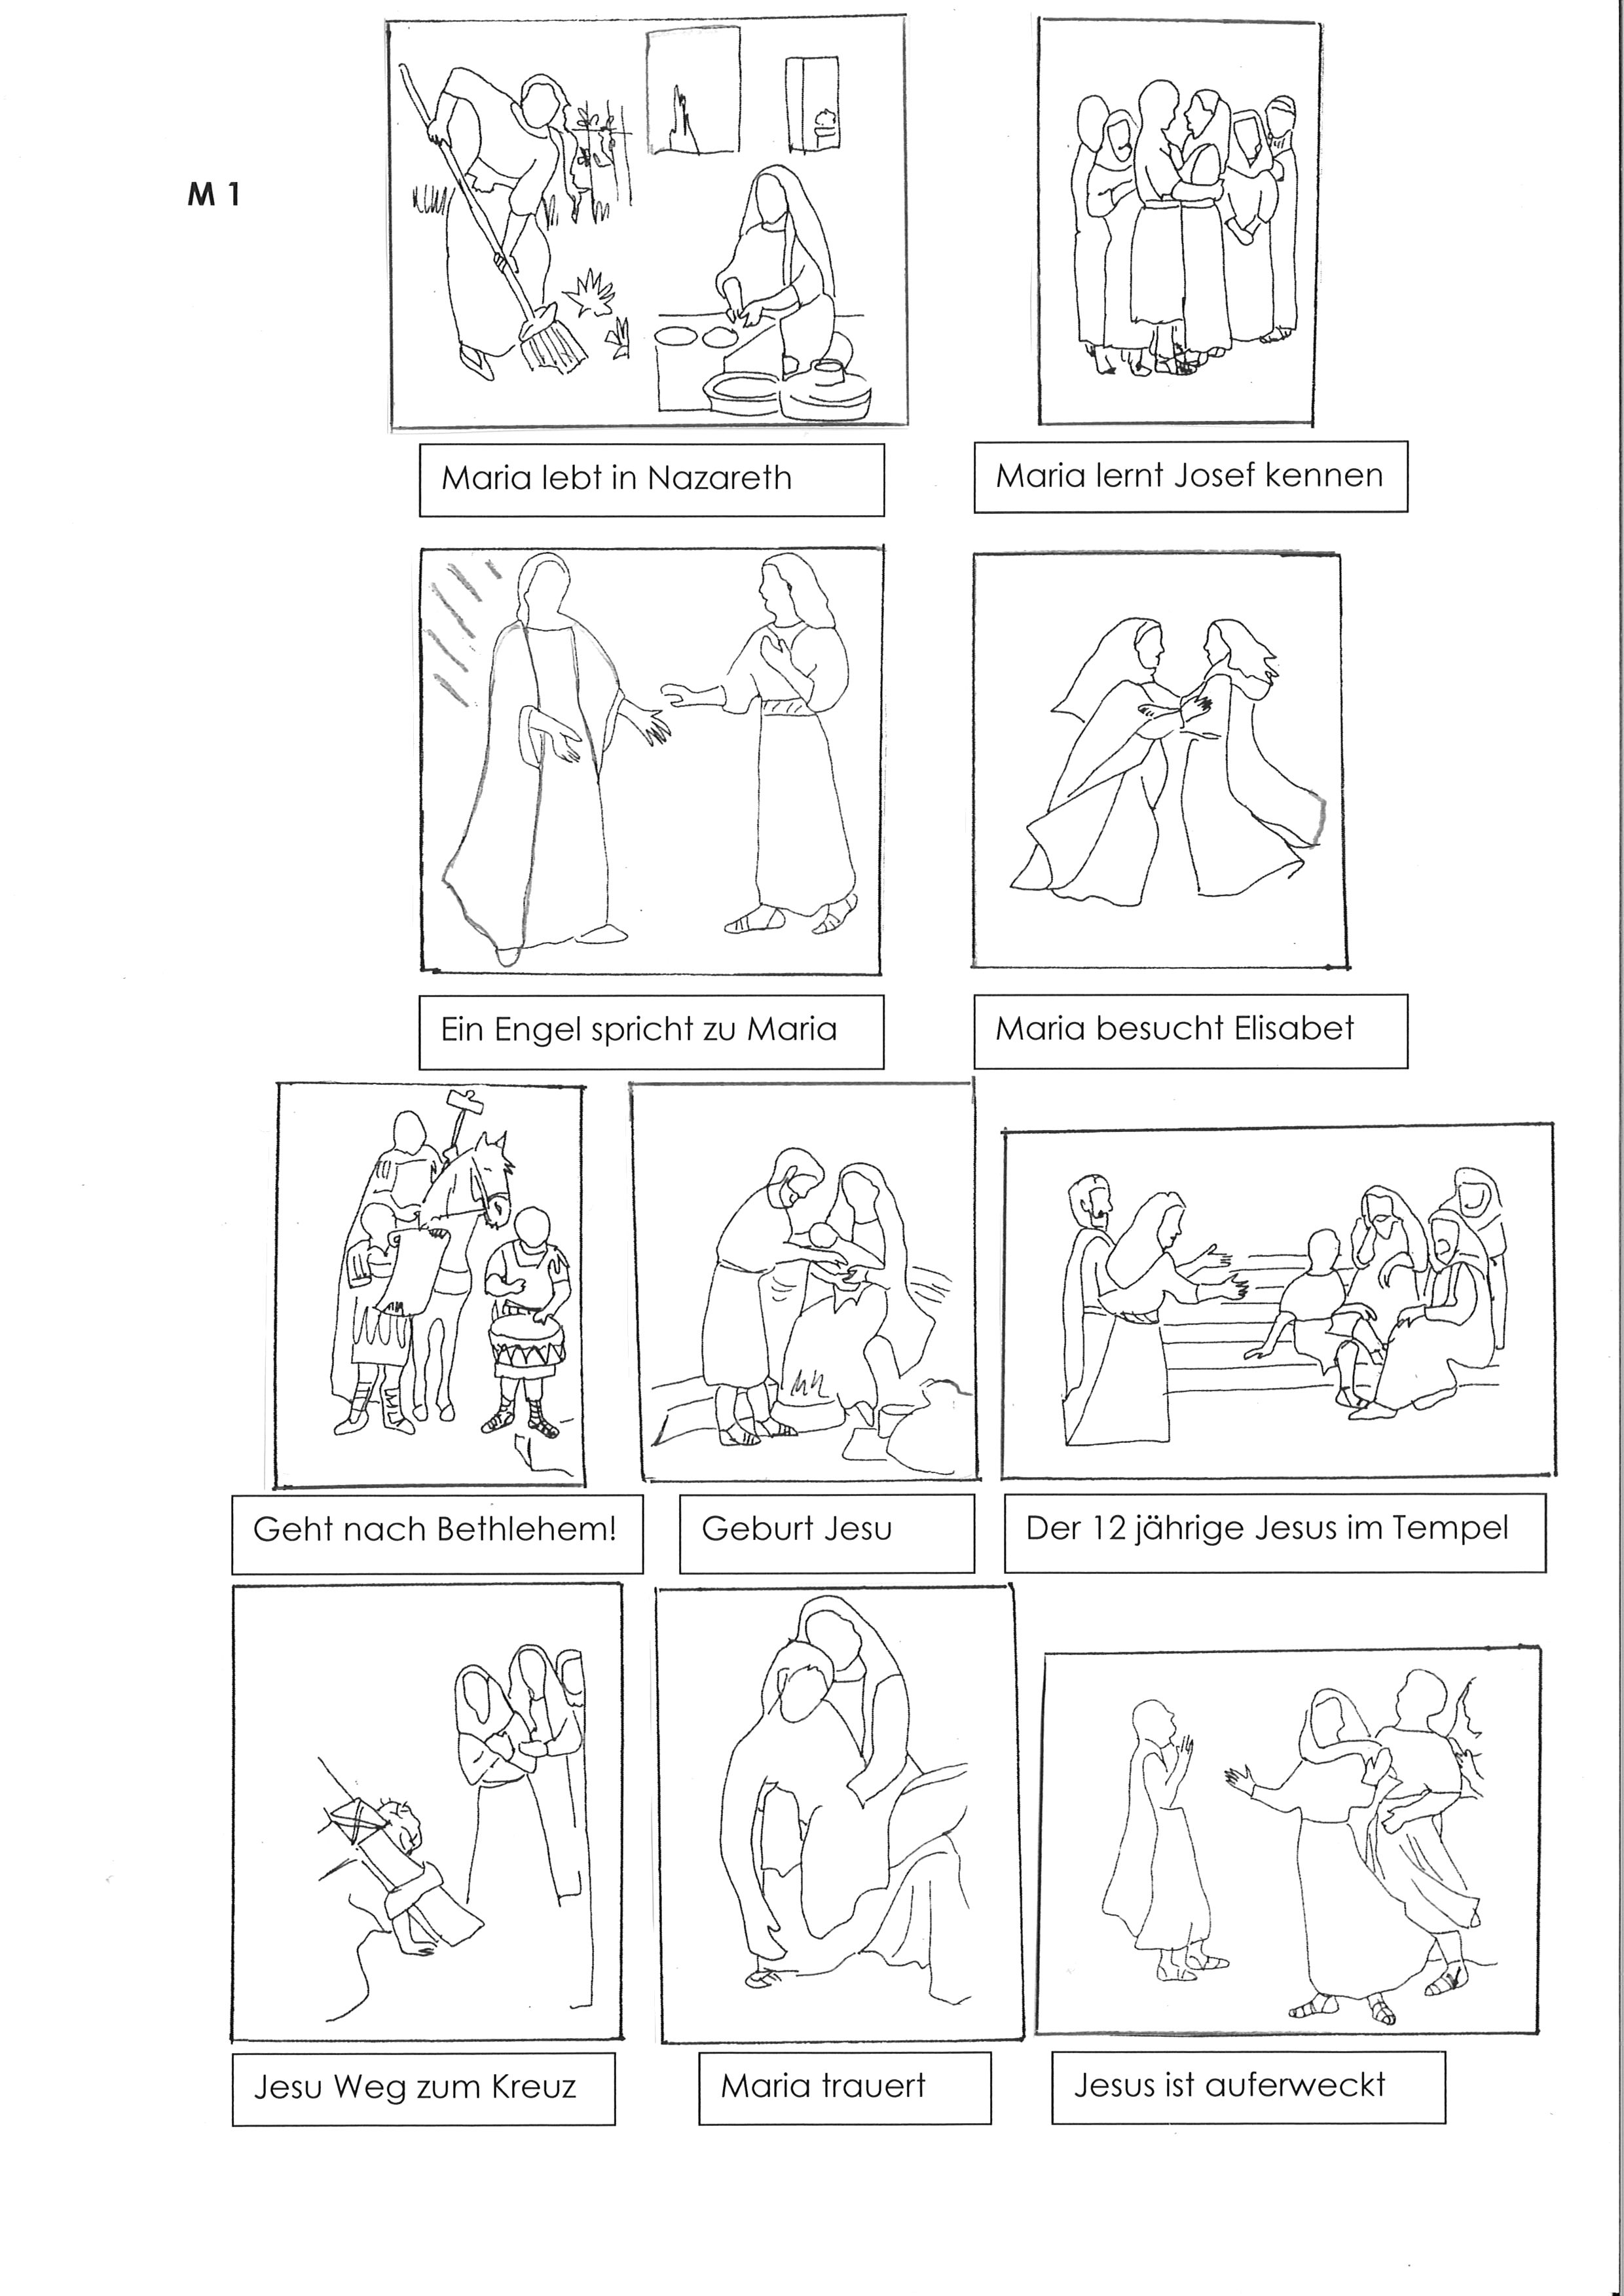 M 1
Maria lebt in Nazareth
Maria lernt Josef kennen
Ein Engel spricht zu Maria
Maria besucht Elisabet
Geht nach Bethlehem!
Geburt Jesu
Der 12 jährige Jesus im Tempel
Jesu Weg zum Kreuz
Maria trauert
Jesus ist auferweckt